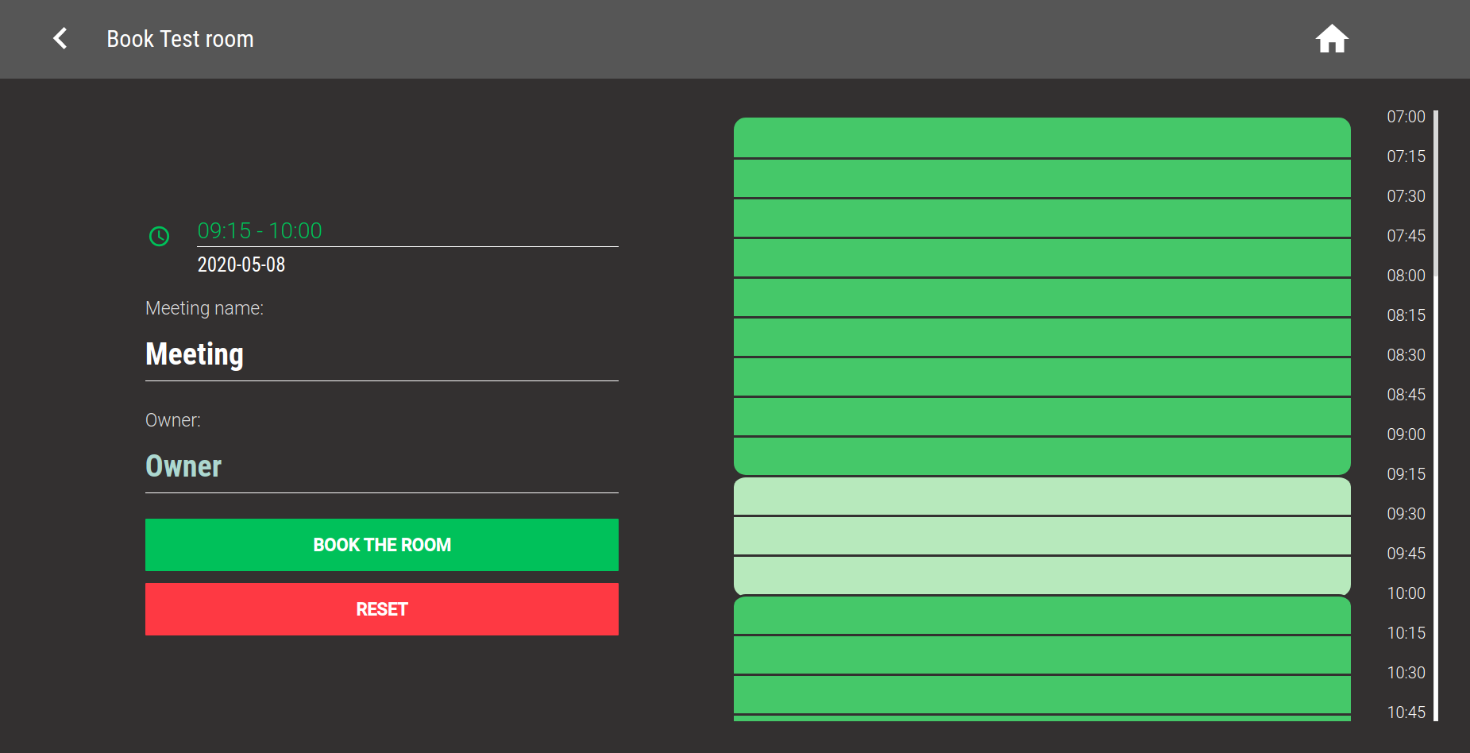 Book Test room
09:15 - 10:00
2020-05-08
Meeting name:
Meeting
Owner:
Owner
BOOK THE ROOM
RESET
07:00
07:15
07:30
07:45
08:00
08:15
08:30
08:45
09:00
09:15
09:30
09:45
10:00
10:15
10:30
10:45